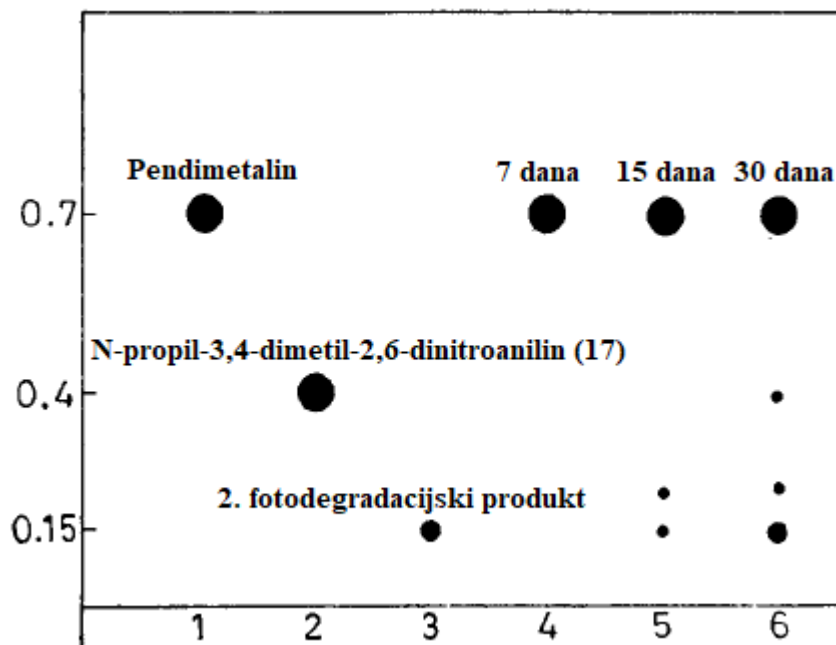 Pendimetalin
7 dana
15 dana
30 dana
0.7
N-propil-3,4-dimetil-2,6-dinitroanilin (17)
0.4
2. fotodegradacijski produkt
0.15
1 2 3 4 5 6